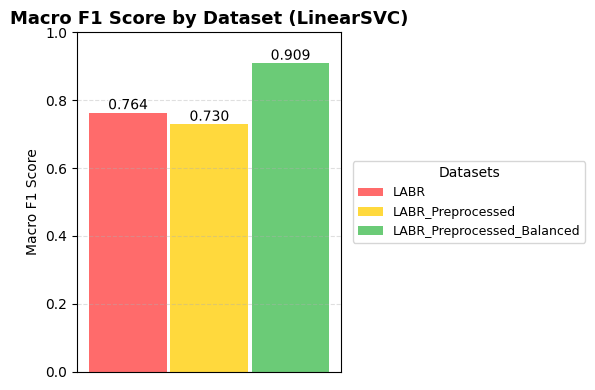 Macro F1 Score by Dataset (LinearSVC)
Macro F1 Score
1.0
0.8
0.6
0.4
0.2
0.0
0.764
0.730
0.909
Datasets
LABR
LABR_Preprocessed
LABR_Preprocessed_Balanced